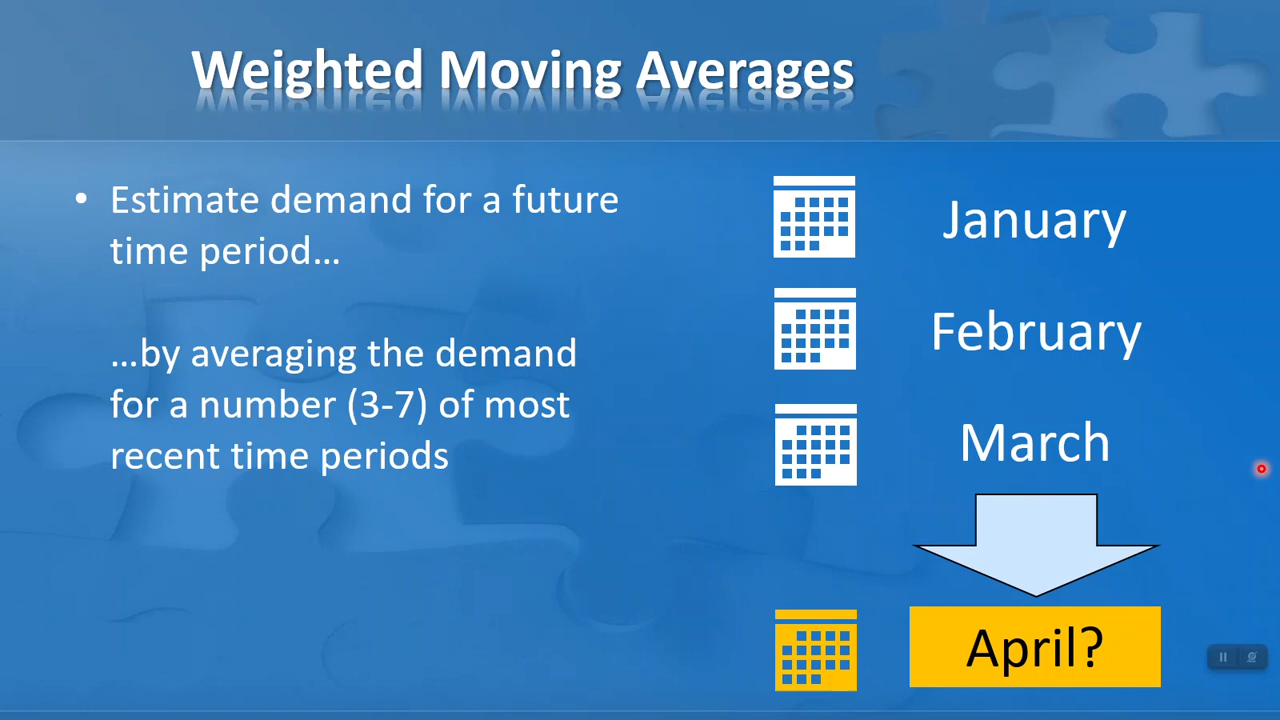 Weighted Moving Averages
• Estimate demand for a future
time period…
…by averaging the demand
for a number (3-7) of most
recent time periods
January
February
March
April?